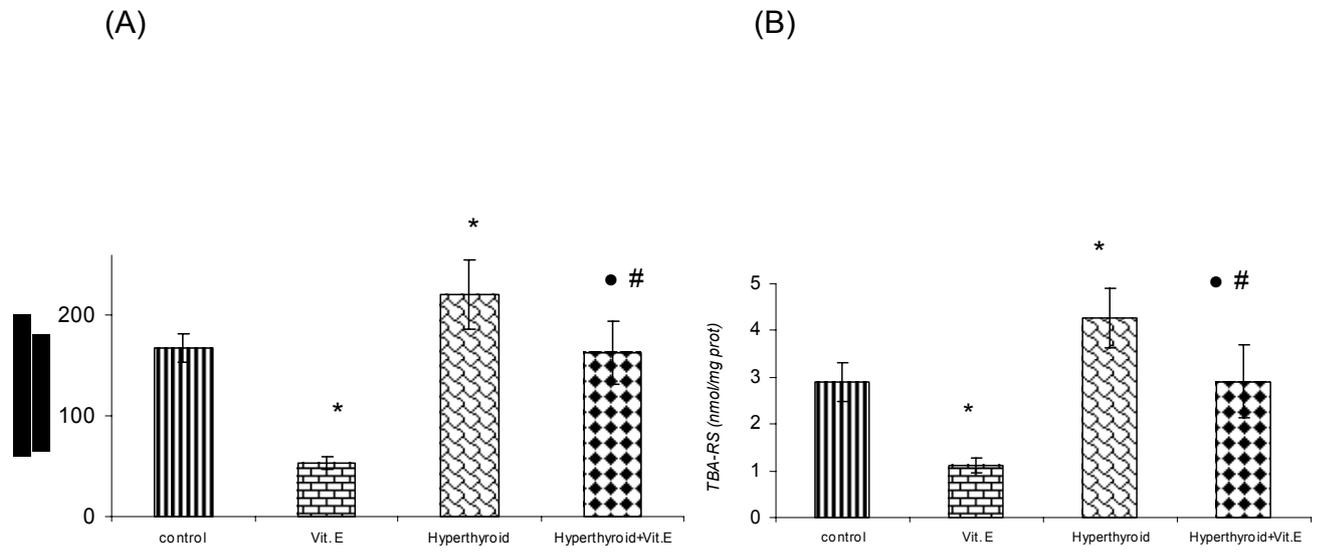 (A)
(B)
*
● #
*
200
100
0
control
Vit. E
Hyperthyroid
Hyperthyroid+Vit.E
*
● #
*
TBA-RS (nmol/mg prot)
5
4
3
2
1
0
control
Vit. E
Hyperthyroid
Hyperthyroid+Vit.E